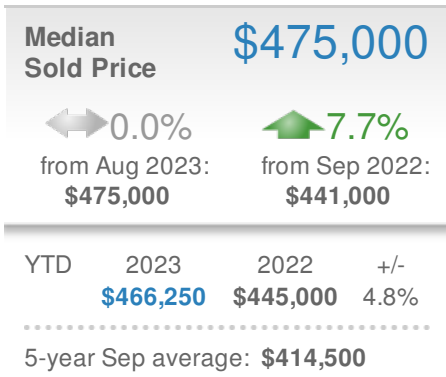 Median $475,000
Sold Price
0.0% 7.7%
from Aug 2023: from Sep 2022:
$475,000 $441,000
YTD 2023 2022 +/-
$466,250 $445,000 4.8%
5-year Sep average: $414,500